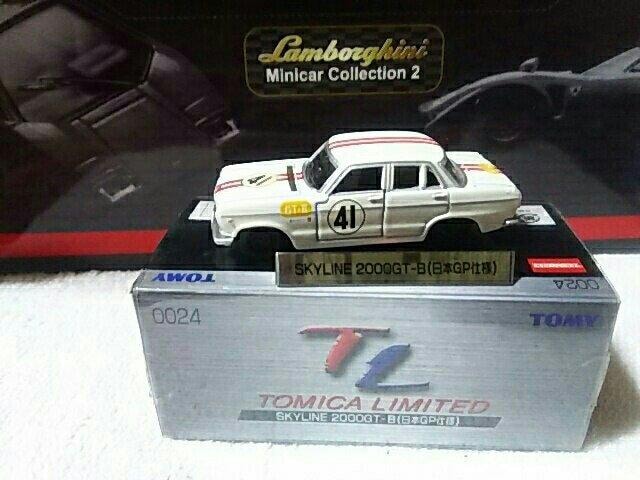 Lamborghini
Minicar Collection 2
GT-B
41
SKYLINE 2000GT-B(日本GP仕様)
TOMY
0024
0024
TOMY
TL
TOMICA LIMITED
SKYLINE 2000GT-B(日本GP仕様)